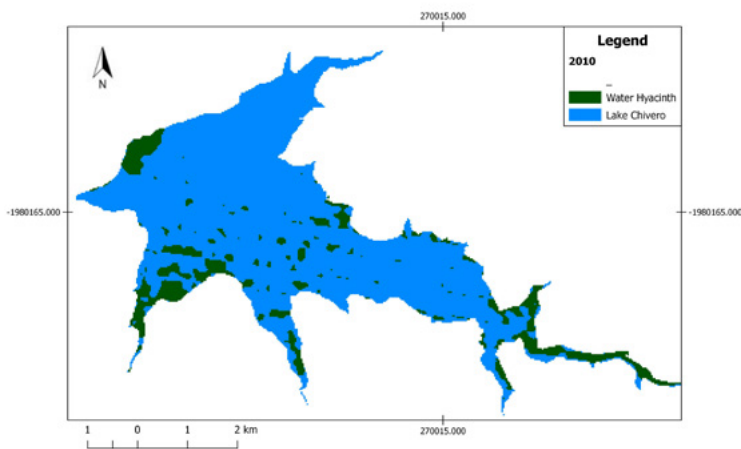 270015.000
Legend
2010
_
Water Hyacinth
Lake Chivero
N
-1980165.000
-1980165.000
270015.000
1 0 1 2 km